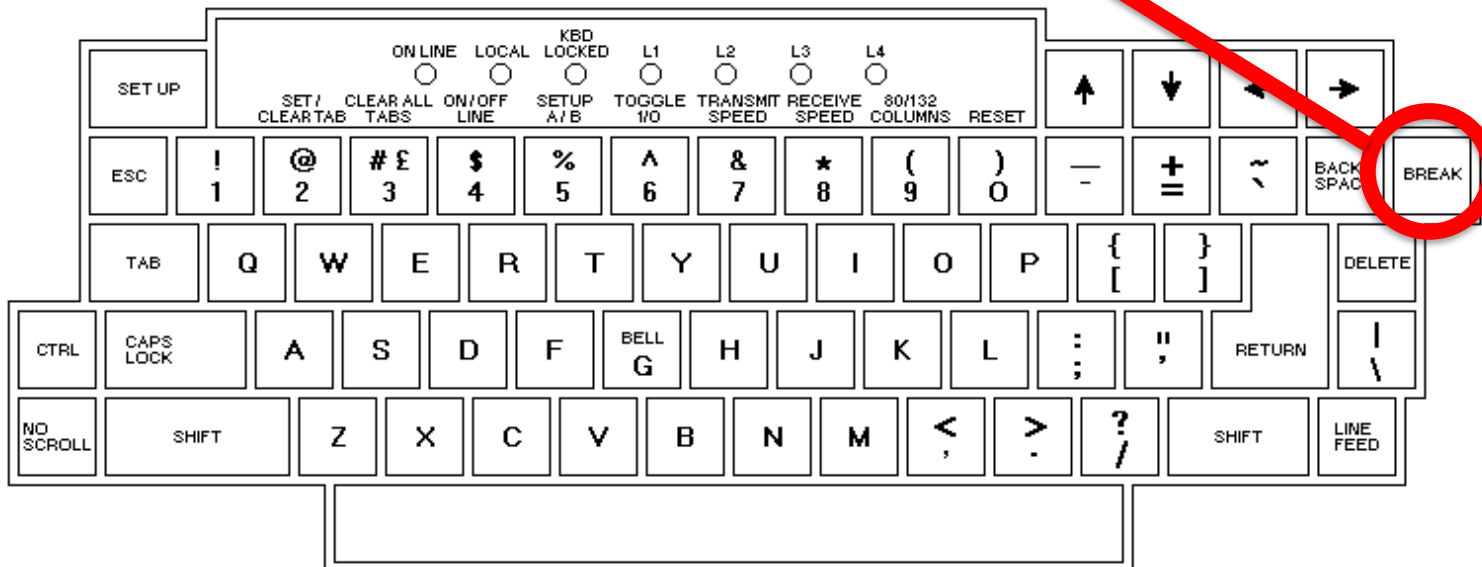 KBD
ON LINE LOCAL LOCKED L1 L2 L3 L4
SET UP
SET / CLEAR ALL ON / OFF SETUP TOGGLE TRANSMIT RECEIVE 80/132
CLEAR TAB TABS LINE A / B 1/0 SPEED SPEED COLUMNS RESET
ESC ! 1 @ 2 # £ 3 $ 4 % 5 ^ 6 & 7 * 8 ( 9 ) 0 — - + = ~ ` BACK SPAC BREAK
TAB Q W E R T Y U I O P { [ } ] DELETE
CTRL CAPS LOCK A S D F BELL G H J K L : ; " ' RETURN | \
NO SCROLL SHIFT Z X C V B N M < , > . ? / SHIFT LINE FEED